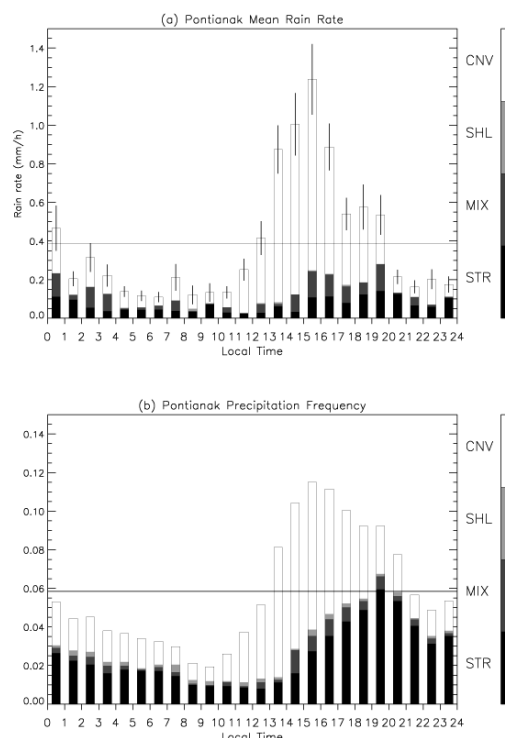 (a) Pontianak Mean Rain Rate
Rain rate (mm/h)
1.4
1.2
1.0
0.8
0.6
0.4
0.2
0.0
0 1 2 3 4 5 6 7 8 9 10 11 12 13 14 15 16 17 18 19 20 21 22 23 24
Local Time
CNV
SHL
MIX
STR
(b) Pontianak Precipitation Frequency
0.14
0.12
0.10
0.08
0.06
0.04
0.02
0.00
0 1 2 3 4 5 6 7 8 9 10 11 12 13 14 15 16 17 18 19 20 21 22 23 24
Local Time
CNV
SHL
MIX
STR